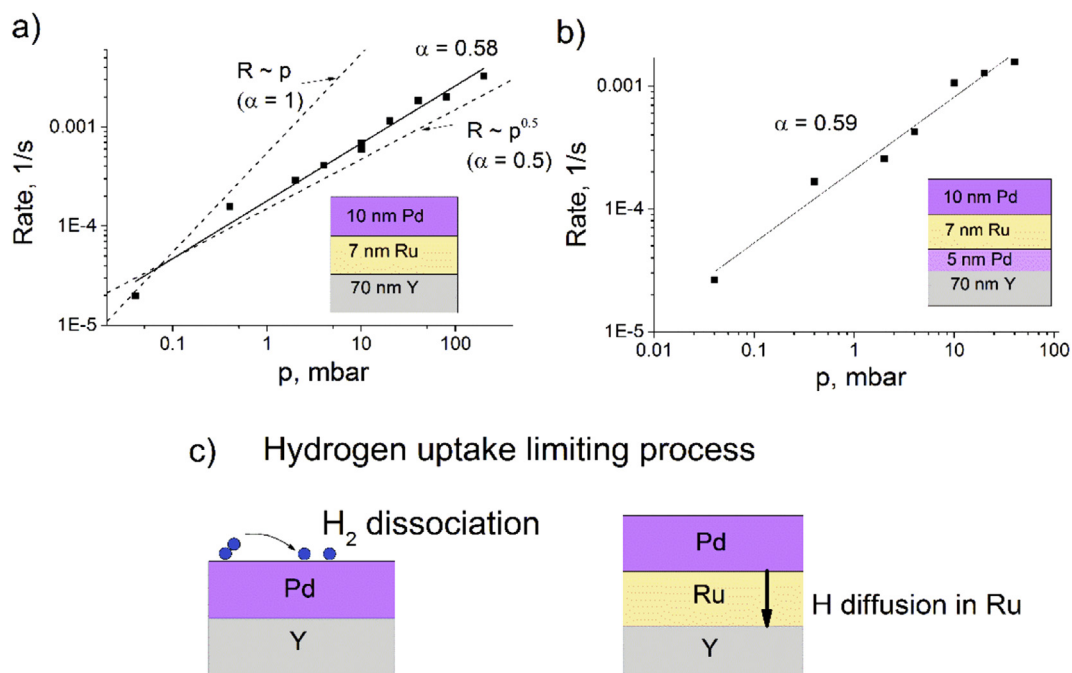 a)
α = 0.58
R ~ p
(α = 1)
R ~ p^0.5
(α = 0.5)
0.001
1E-4
1E-5
Rate, 1/s
0.1
1
10
100
p, mbar
10 nm Pd
7 nm Ru
70 nm Y
b)
α = 0.59
0.001
1E-4
1E-5
Rate, 1/s
0.01
0.1
1
10
100
p, mbar
10 nm Pd
7 nm Ru
5 nm Pd
70 nm Y
c) Hydrogen uptake limiting process
H₂ dissociation
Pd
Y
Pd
Ru
Y
H diffusion in Ru